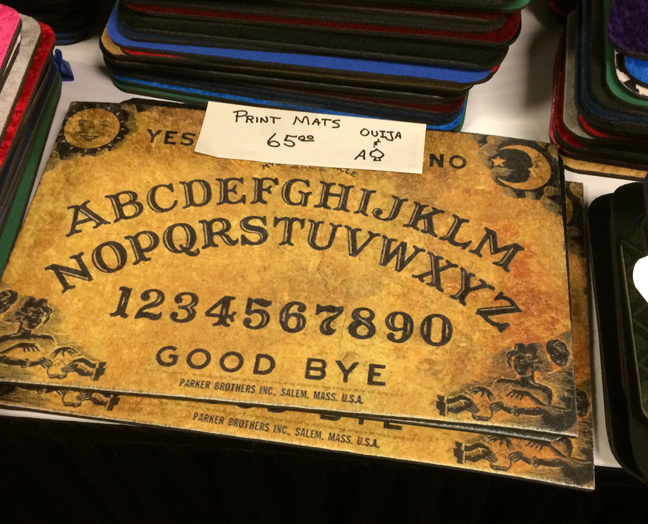 PRINT MATS
65⁰⁰
OUIJA
&
A♠
YES NO
ABCDEFGHIJKLM
NOPQRSTUVWXYZ
1234567890
GOOD BYE
PARKER BROTHERS INC., SALEM, MASS. U.S.A.
PARKER BROTHERS INC., SALEM, MASS. U.S.A.